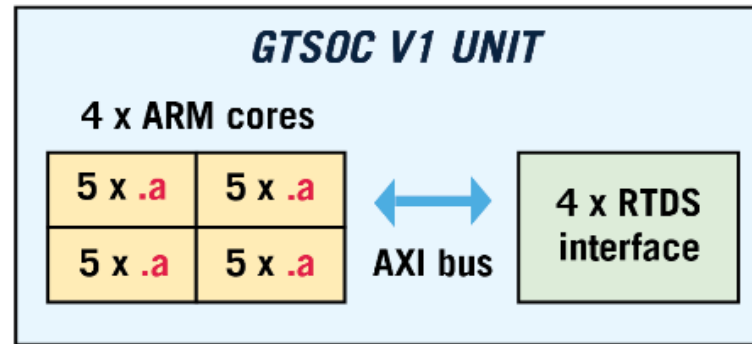 GTSOC V1 UNIT
4 x ARM cores
5 x .a
5 x .a
5 x .a
5 x .a
AXI bus
4 x RTDS
interface